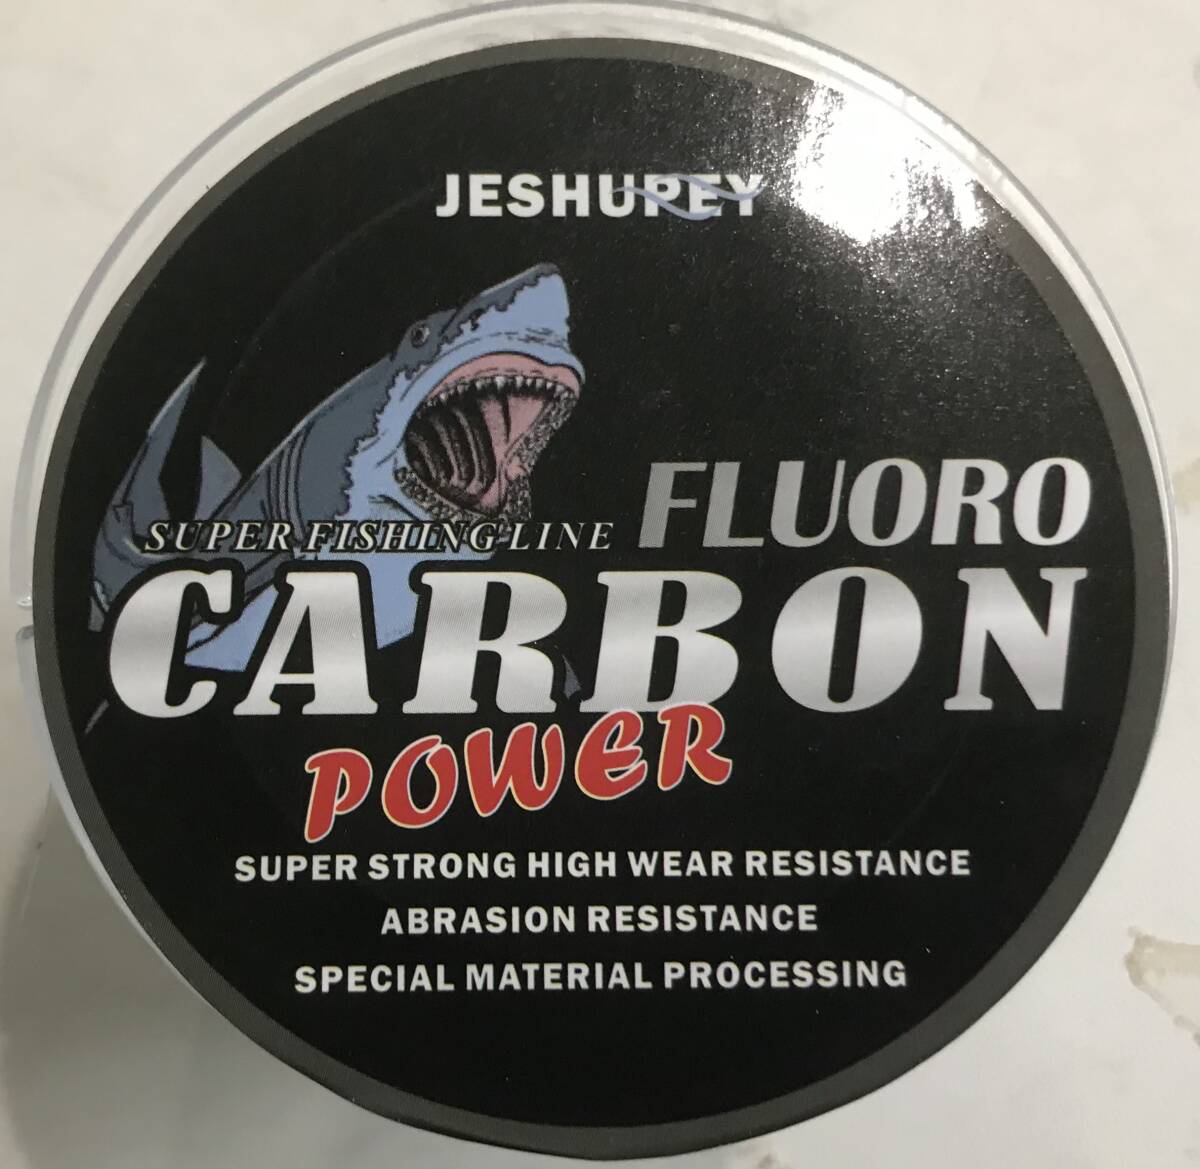 JESHUPEY
FLUORO
SUPER FISHING LINE
CARBON
POWER
SUPER STRONG HIGH WEAR RESISTANCE
ABRASION RESISTANCE
SPECIAL MATERIAL PROCESSING